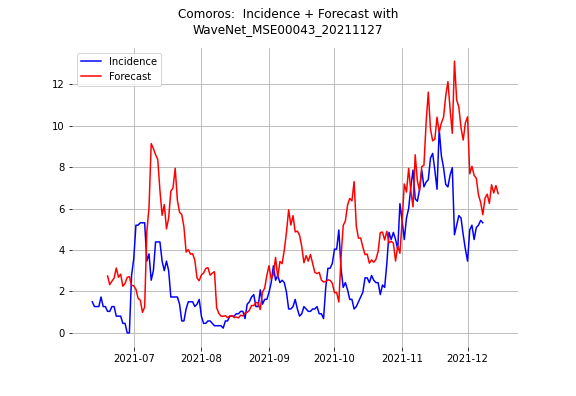 Comoros:  Incidence + Forecast with
WaveNet_MSE00043_20211127
Incidence
Forecast
12
10
8
6
4
2
0
2021-07 2021-08 2021-09 2021-10 2021-11 2021-12